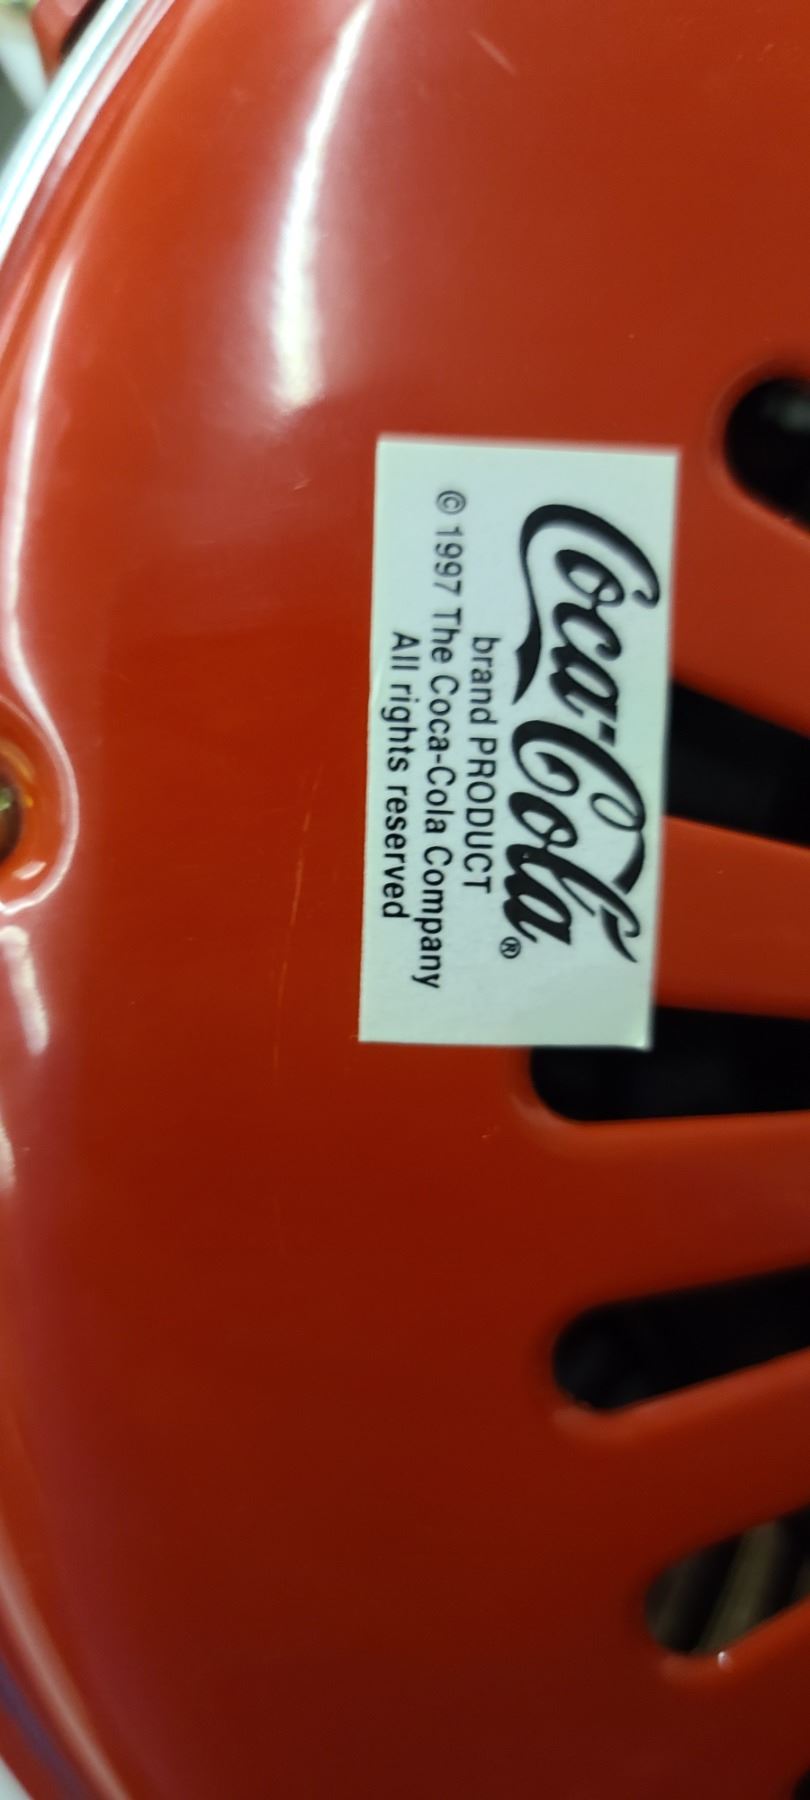 Coca-Cola®
brand PRODUCT
© 1997 The Coca-Cola Company
All rights reserved